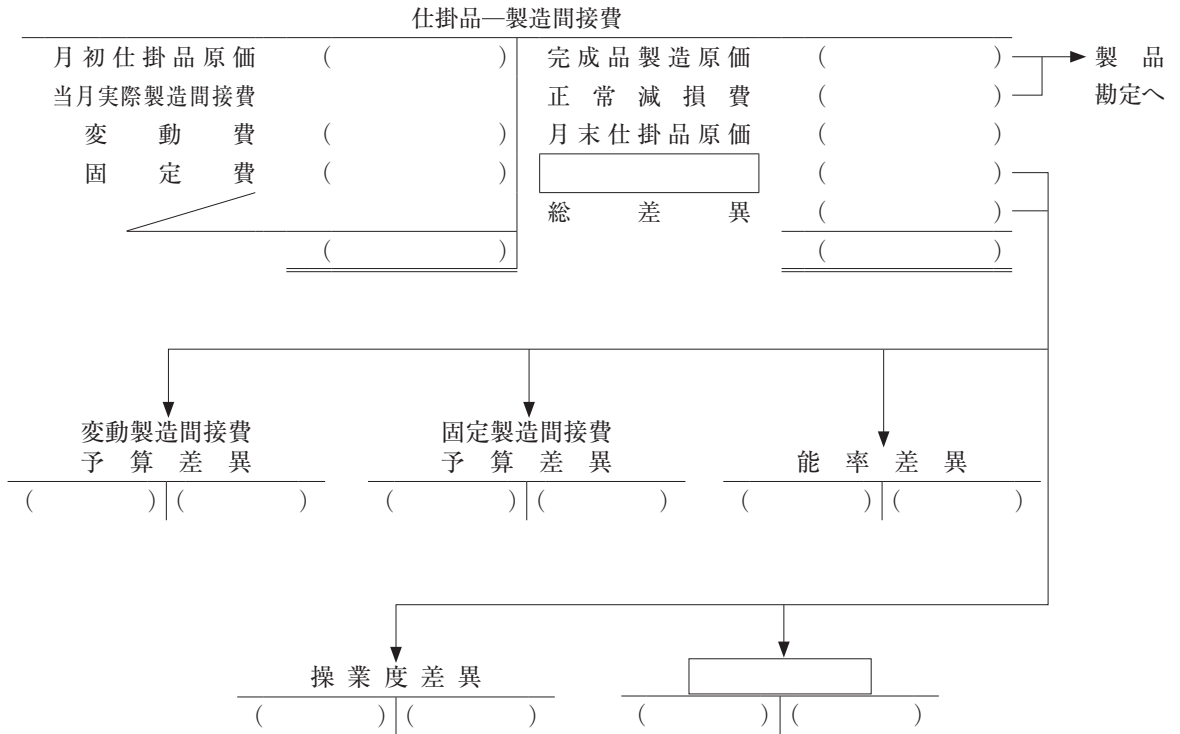 仕掛品―製造間接費
月初仕掛品原価 ( ) 完成品製造原価 ( ) 製品
当月実際製造間接費 正常減損費 ( ) 勘定へ
変動費 ( ) 月末仕掛品原価 ( )
固定費 ( ) ( )
総差異 ( )
( ) ( )
変動製造間接費 固定製造間接費
予算差異 予算差異 能率差異
( ) ( ) ( ) ( ) ( ) ( )
操業度差異
( ) ( ) ( ) ( )